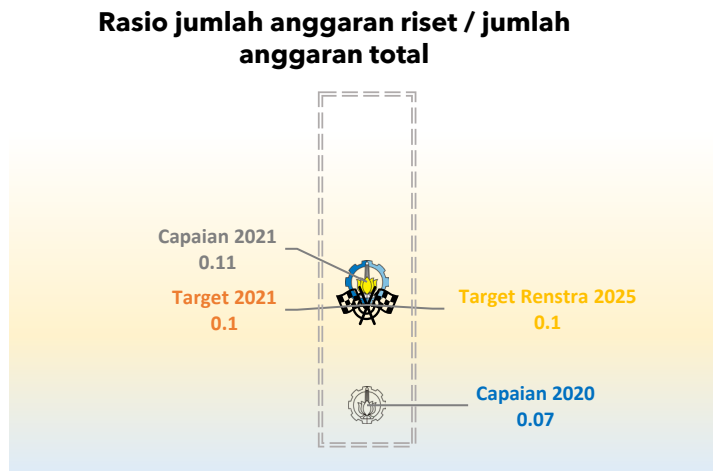 Rasio jumlah anggaran riset / jumlah
anggaran total
Capaian 2021
0.11
Target 2021
0.1
Target Renstra 2025
0.1
Capaian 2020
0.07